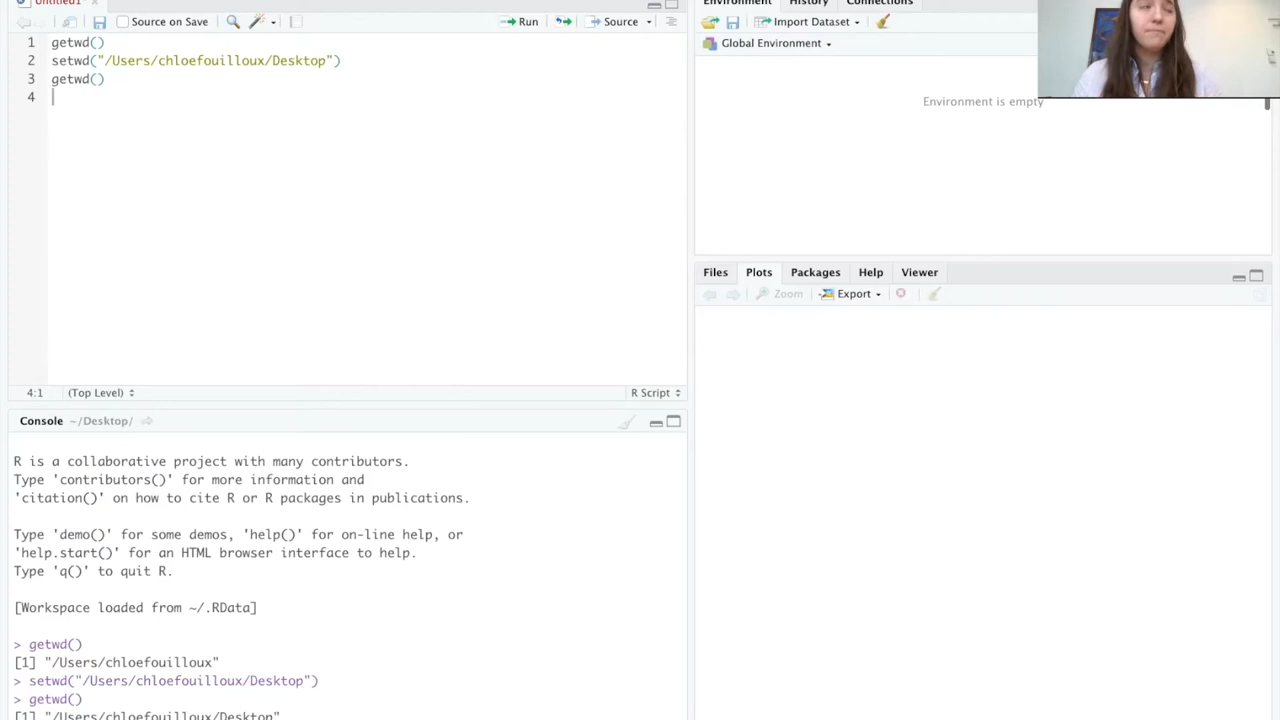 Untitled1*
Source on Save
Run
Source
1 getwd()
2 setwd("/Users/chloefouilloux/Desktop")
3 getwd()
4
4:1 (Top Level) R Script
Console ~/Desktop/
R is a collaborative project with many contributors.
Type 'contributors()' for more information and
'citation()' on how to cite R or R packages in publications.
Type 'demo()' for some demos, 'help()' for on-line help, or
'help.start()' for an HTML browser interface to help.
Type 'q()' to quit R.
[Workspace loaded from ~/.RData]
> getwd()
[1] "/Users/chloefouilloux"
> setwd("/Users/chloefouilloux/Desktop")
> getwd()
[1] "/Users/chloefouilloux/Desktop"
Environment History Connections
Import Dataset
Global Environment
Environment is empty
Files Plots Packages Help Viewer
Zoom Export